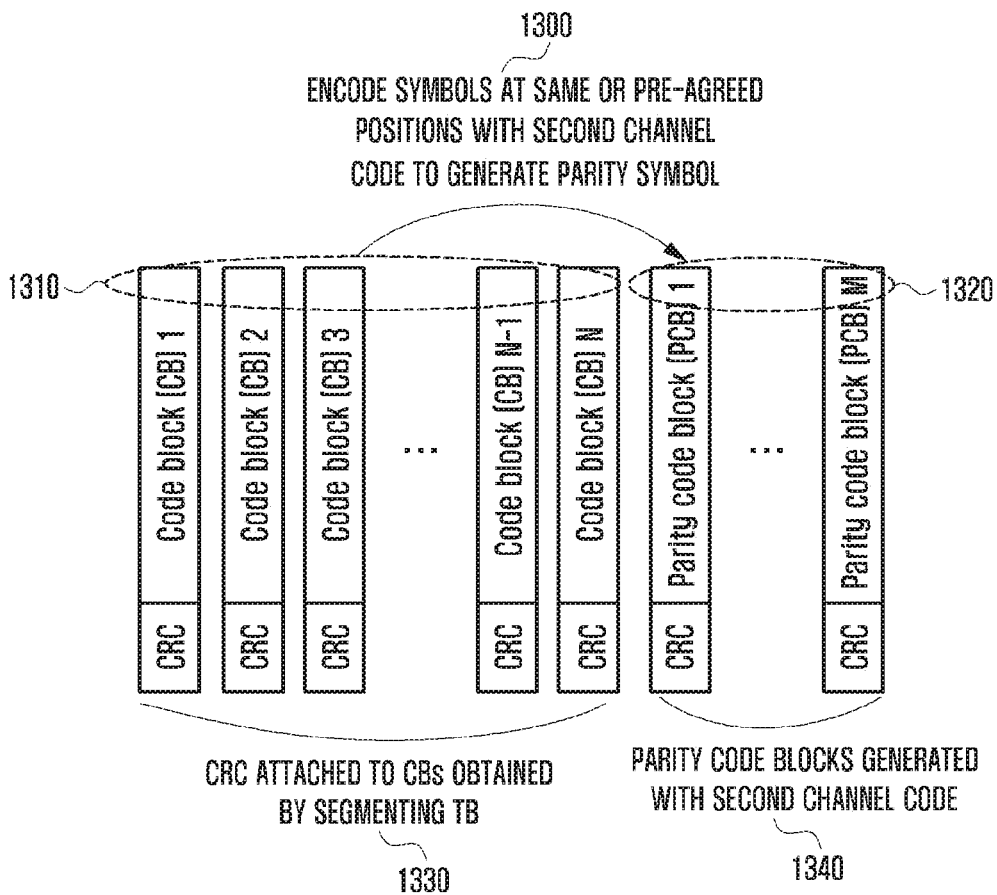 1300
ENCODE SYMBOLS AT SAME OR PRE-AGREED
POSITIONS WITH SECOND CHANNEL
CODE TO GENERATE PARITY SYMBOL
1310
1320
Code block (CB) 1
Code block (CB) 2
Code block (CB) 3
...
Code block (CB) N-1
Code block (CB) N
Parity code block (PCB) 1
...
Parity code block (PCB) M
CRC
CRC
CRC
CRC
CRC
CRC
CRC
CRC ATTACHED TO CBs OBTAINED
BY SEGMENTING TB
1330
PARITY CODE BLOCKS GENERATED
WITH SECOND CHANNEL CODE
1340